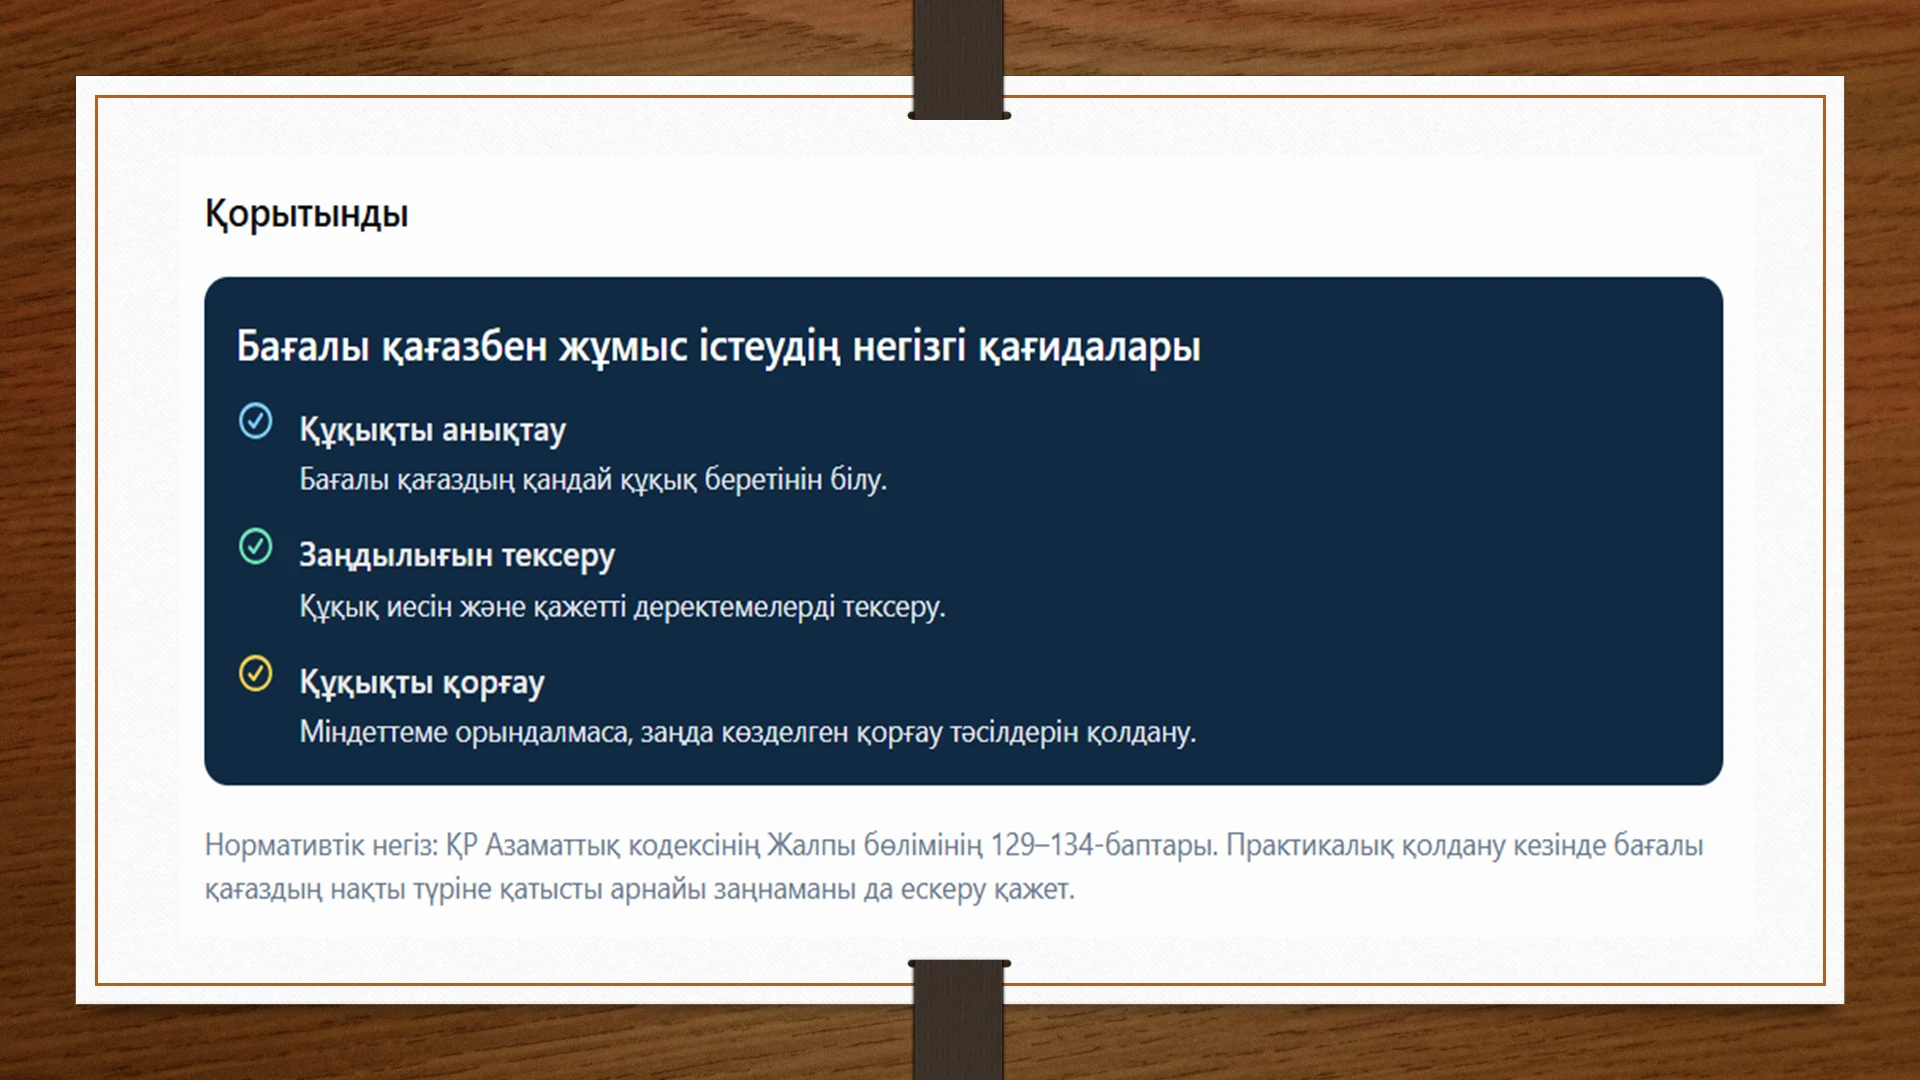 Қорытынды
Бағалы қағазбен жұмыс істеудің негізгі қағидалары
Құқықты анықтау
Бағалы қағаздың қандай құқық беретінін білу.
Заңдылығын тексеру
Құқық иесін және қажетті деректемелерді тексеру.
Құқықты қорғау
Міндеттеме орындалмаса, заңда көзделген қорғау тәсілдерін қолдану.
Нормативтік негіз: ҚР Азаматтық кодексінің Жалпы бөлімінің 129–134-баптары. Практикалық қолдану кезінде бағалы
қағаздың нақты түріне қатысты арнайы заңнаманы да ескеру қажет.